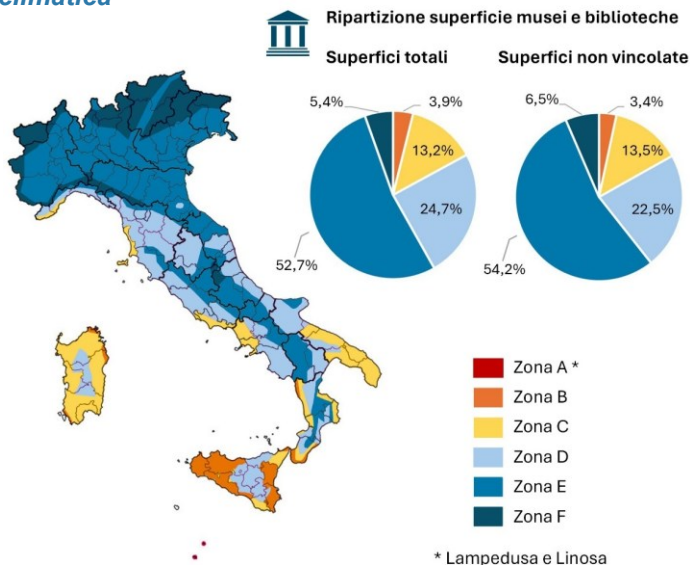 climatica
Ripartizione superficie musei e biblioteche
Superfici totali
Superfici non vincolate
5,4%
3,9%
13,2%
24,7%
52,7%
6,5%
3,4%
13,5%
22,5%
54,2%
Zona A *
Zona B
Zona C
Zona D
Zona E
Zona F
* Lampedusa e Linosa